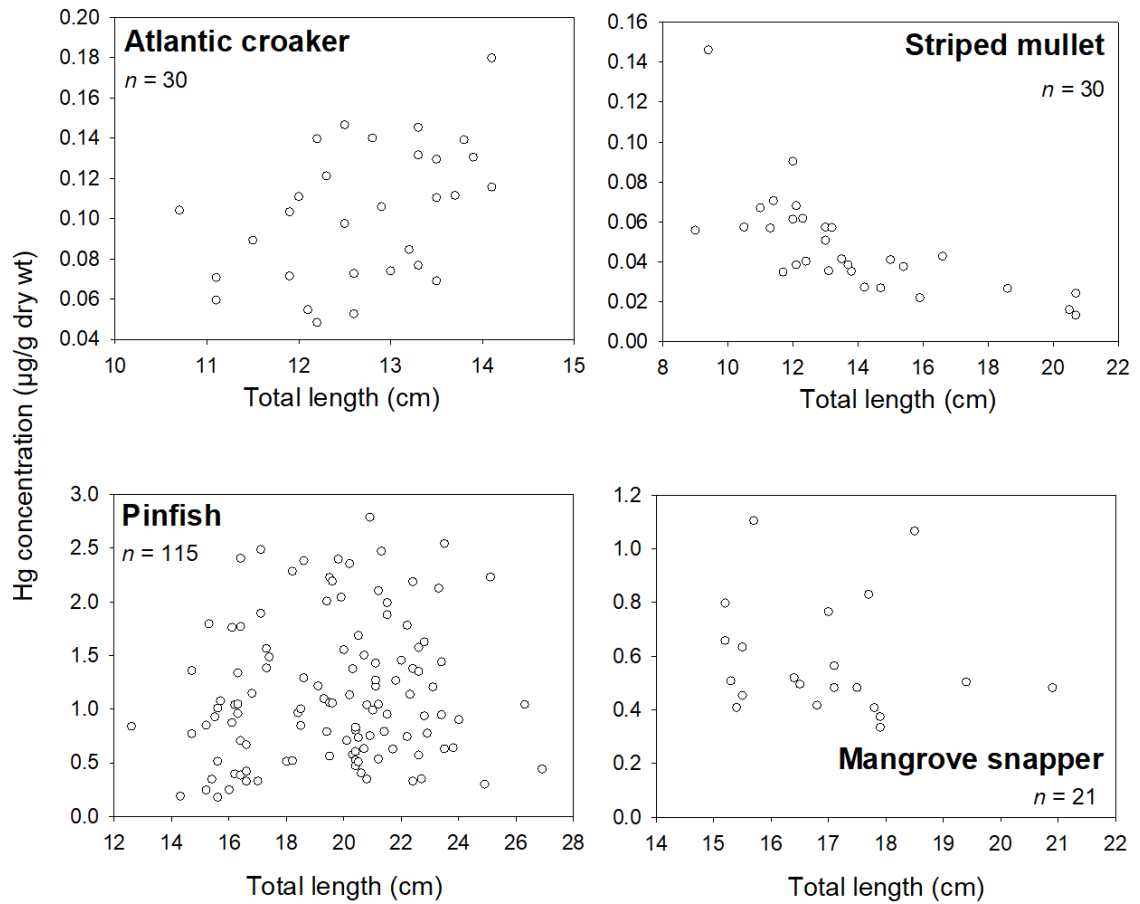 Hg concentration (µg/g dry wt)
Atlantic croaker
n = 30
0.20
0.18
0.16
0.14
0.12
0.10
0.08
0.06
0.04
10 11 12 13 14 15
Total length (cm)
Striped mullet
n = 30
0.16
0.14
0.12
0.10
0.08
0.06
0.04
0.02
0.00
8 10 12 14 16 18 20 22
Total length (cm)
Pinfish
n = 115
3.0
2.5
2.0
1.5
1.0
0.5
0.0
12 14 16 18 20 22 24 26 28
Total length (cm)
1.2
1.0
0.8
0.6
0.4
0.2
0.0
Mangrove snapper
n = 21
14 15 16 17 18 19 20 21 22
Total length (cm)